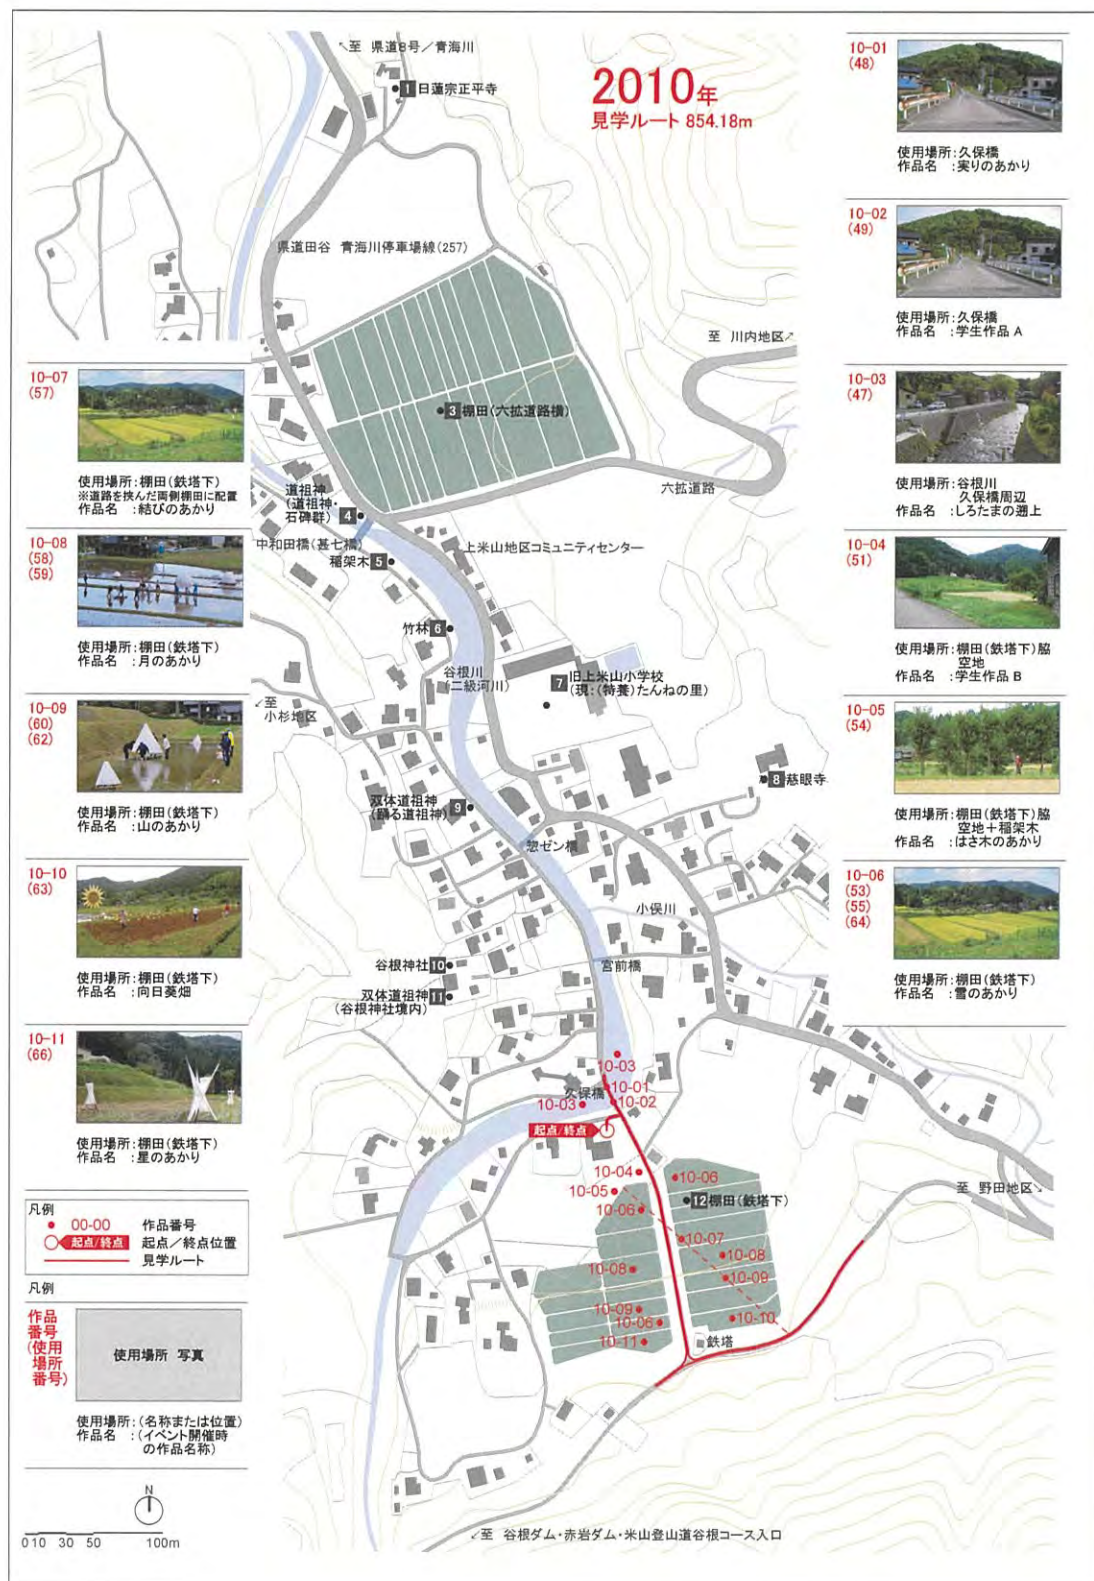 2010年
見学ルート 854.18m
↖至 県道8号／青海川
1 日蓮宗正平寺
県道田谷 青海川停車場線(257)
至 川内地区↗
3 棚田(六拡道路横)
六拡道路
道祖神
(道祖神・
石碑群)
4
中和田橋(甚七橋)
稲架木 5
上米山地区コミュニティセンター
竹林 6
谷根川
(二級河川)
7 旧上米山小学校
(現:(特養)たんねの里)
↙至
小杉地区
8 慈眼寺
双体道祖神
(踊る道祖神)
9
惣ゼン橋
小俣川
谷根神社 10
宮前橋
双体道祖神 11
(谷根神社境内)
10-03
10-01
久保橋
10-03
10-02
起点/終点
10-04
10-06
10-05
12 棚田(鉄塔下)
10-06
至 野田地区↘
10-07
10-08
10-08
10-09
10-09
10-06
10-10
10-11
鉄塔
↙至 谷根ダム・赤岩ダム・米山登山道谷根コース入口
10-01
(48)
使用場所:久保橋
作品名 :実りのあかり
10-02
(49)
使用場所:久保橋
作品名 :学生作品 A
10-03
(47)
使用場所:谷根川
久保橋周辺
作品名 :しろたまの遡上
10-04
(51)
使用場所:棚田(鉄塔下)脇
空地
作品名 :学生作品 B
10-05
(54)
使用場所:棚田(鉄塔下)脇
空地＋稲架木
作品名 :はさ木のあかり
10-06
(53)
(55)
(64)
使用場所:棚田(鉄塔下)
作品名 :雪のあかり
10-07
(57)
使用場所:棚田(鉄塔下)
※道路を挟んだ両側棚田に配置
作品名 :結びのあかり
10-08
(58)
(59)
使用場所:棚田(鉄塔下)
作品名 :月のあかり
10-09
(60)
(62)
使用場所:棚田(鉄塔下)
作品名 :山のあかり
10-10
(63)
使用場所:棚田(鉄塔下)
作品名 :向日葵畑
10-11
(66)
使用場所:棚田(鉄塔下)
作品名 :星のあかり
凡例
00-00 作品番号
起点/終点 起点／終点位置
見学ルート
凡例
作品
番号
(使用
場所
番号)
使用場所 写真
使用場所:(名称または位置)
作品名 :(イベント開催時
の作品名称)
N
0 10 30 50 100m